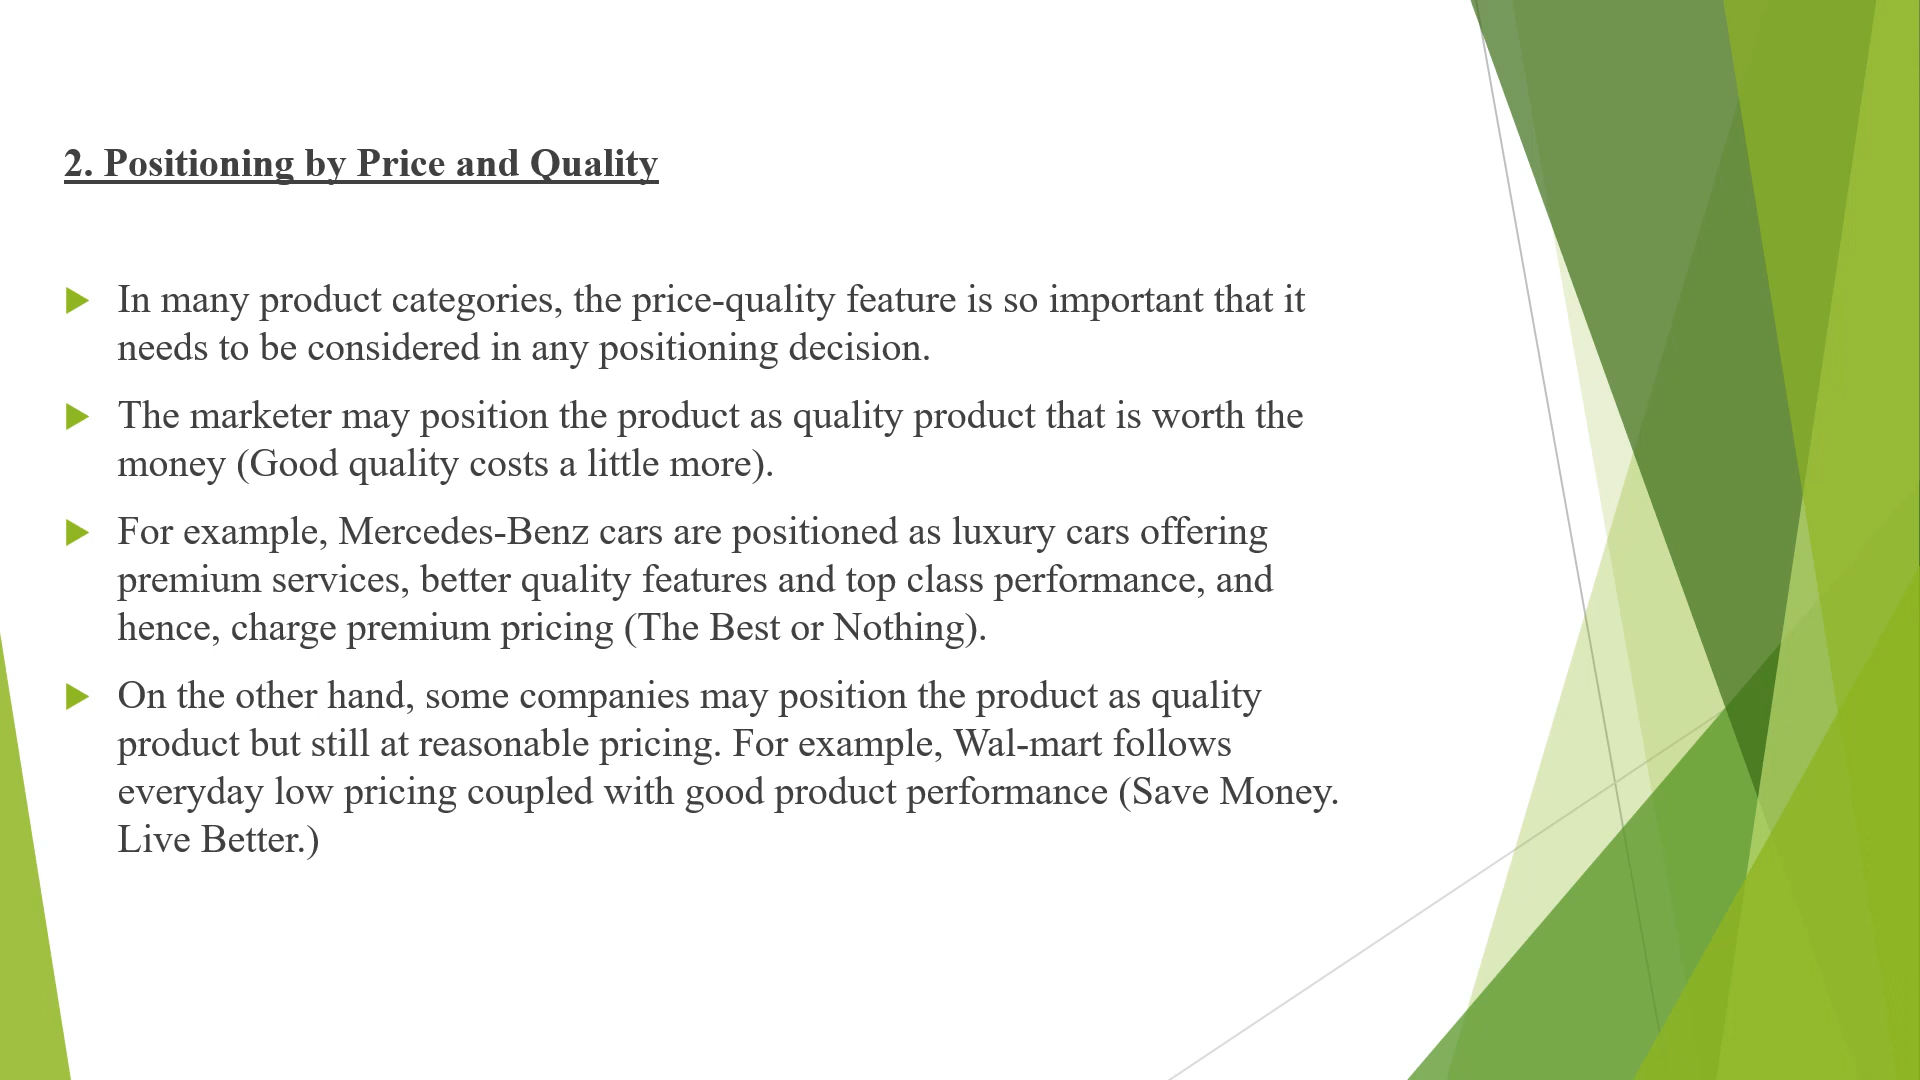 2. Positioning by Price and Quality
In many product categories, the price-quality feature is so important that it
needs to be considered in any positioning decision.
The marketer may position the product as quality product that is worth the
money (Good quality costs a little more).
For example, Mercedes-Benz cars are positioned as luxury cars offering
premium services, better quality features and top class performance, and
hence, charge premium pricing (The Best or Nothing).
On the other hand, some companies may position the product as quality
product but still at reasonable pricing. For example, Wal-mart follows
everyday low pricing coupled with good product performance (Save Money.
Live Better.)